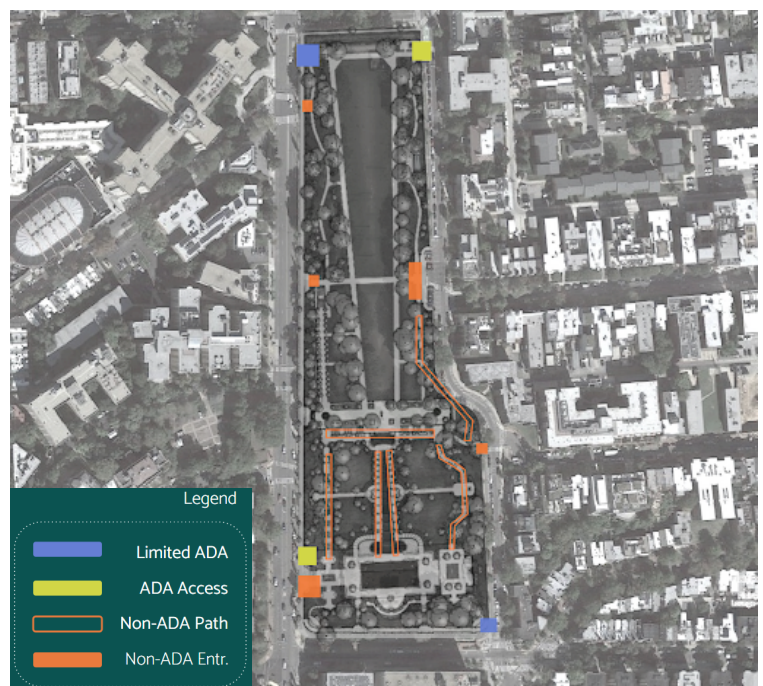 Legend
Limited ADA
ADA Access
Non-ADA Path
Non-ADA Entr.